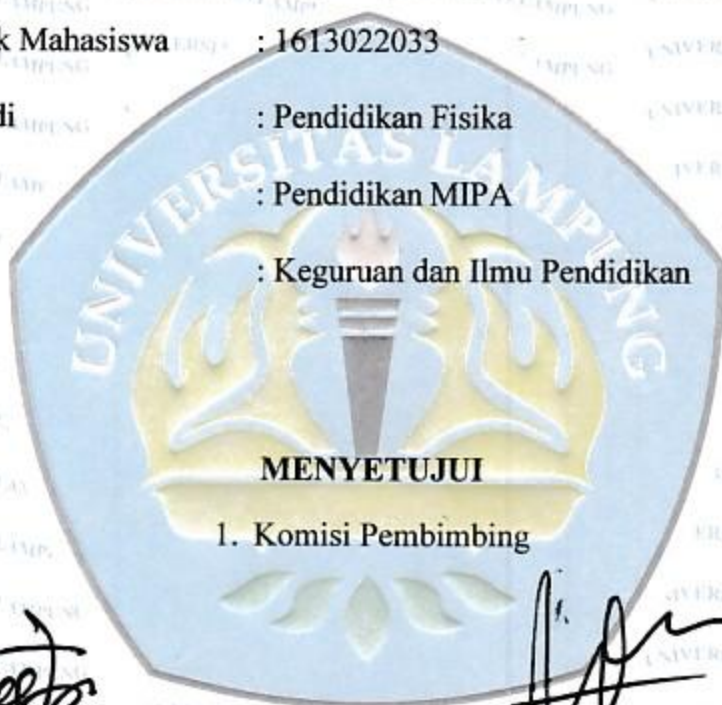 k Mahasiswa : 1613022033
di : Pendidikan Fisika
: Pendidikan MIPA
: Keguruan dan Ilmu Pendidikan
UNIVERSITAS LAMPUNG
MENYETUJUI
1. Komisi Pembimbing